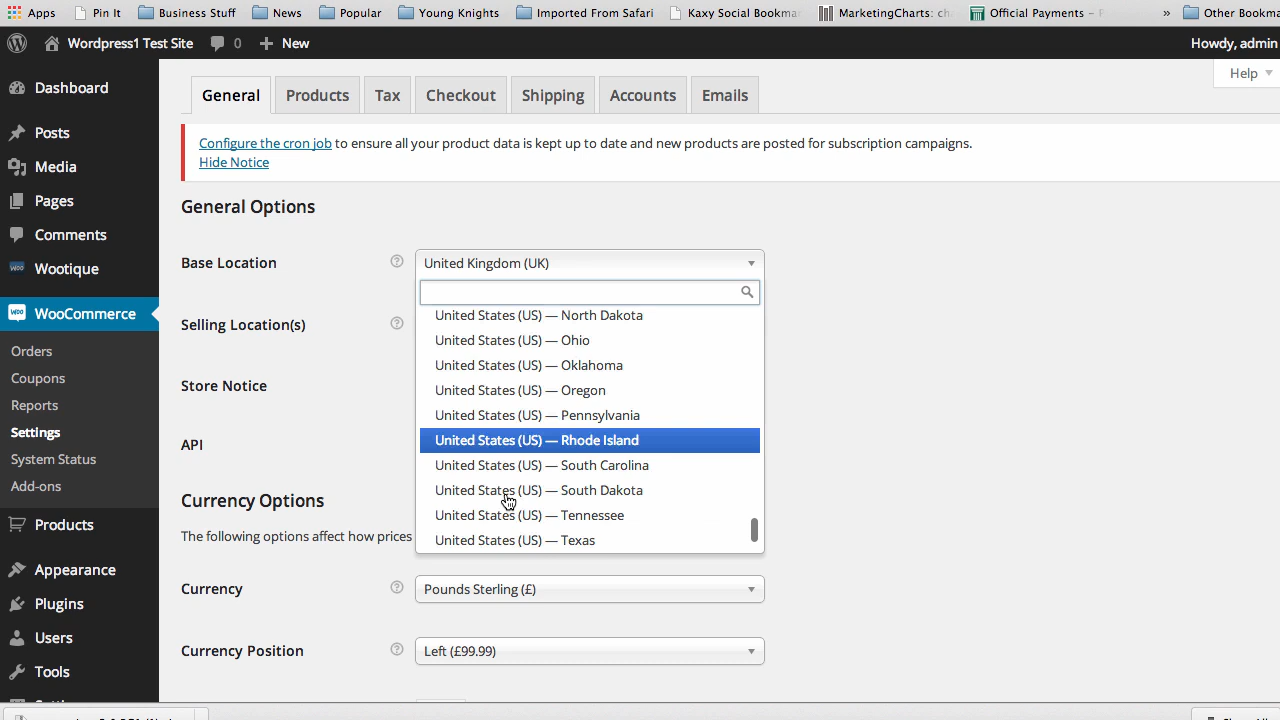 Apps Pin It Business Stuff News Popular Young Knights Imported From Safari Kaxy Social Bookma MarketingCharts: cha Official Payments – P » Other Bookma
Wordpress1 Test Site 0 New Howdy, admin
Help
Dashboard
Posts
Media
Pages
Comments
Wootique
WooCommerce
Orders
Coupons
Reports
Settings
System Status
Add-ons
Products
Appearance
Plugins
Users
Tools
General Products Tax Checkout Shipping Accounts Emails
Configure the cron job to ensure all your product data is kept up to date and new products are posted for subscription campaigns.
Hide Notice
General Options
Base Location ? United Kingdom (UK)
United States (US) — North Dakota
United States (US) — Ohio
United States (US) — Oklahoma
United States (US) — Oregon
United States (US) — Pennsylvania
United States (US) — Rhode Island
United States (US) — South Carolina
United States (US) — South Dakota
United States (US) — Tennessee
United States (US) — Texas
Selling Location(s) ?
Store Notice
API
Currency Options
The following options affect how prices
Currency ? Pounds Sterling (£)
Currency Position ? Left (£99.99)